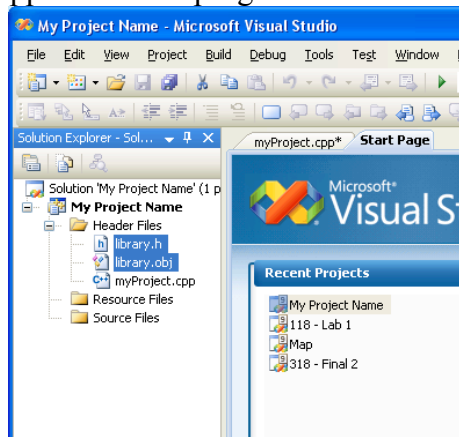 My Project Name - Microsoft Visual Studio
File Edit View Project Build Debug Tools Test Window
Solution Explorer - Sol...
myProject.cpp* Start Page
Solution 'My Project Name' (1 p
My Project Name
Header Files
library.h
library.obj
myProject.cpp
Resource Files
Source Files
Microsoft®
Visual S
Recent Projects
My Project Name
118 - Lab 1
Map
318 - Final 2